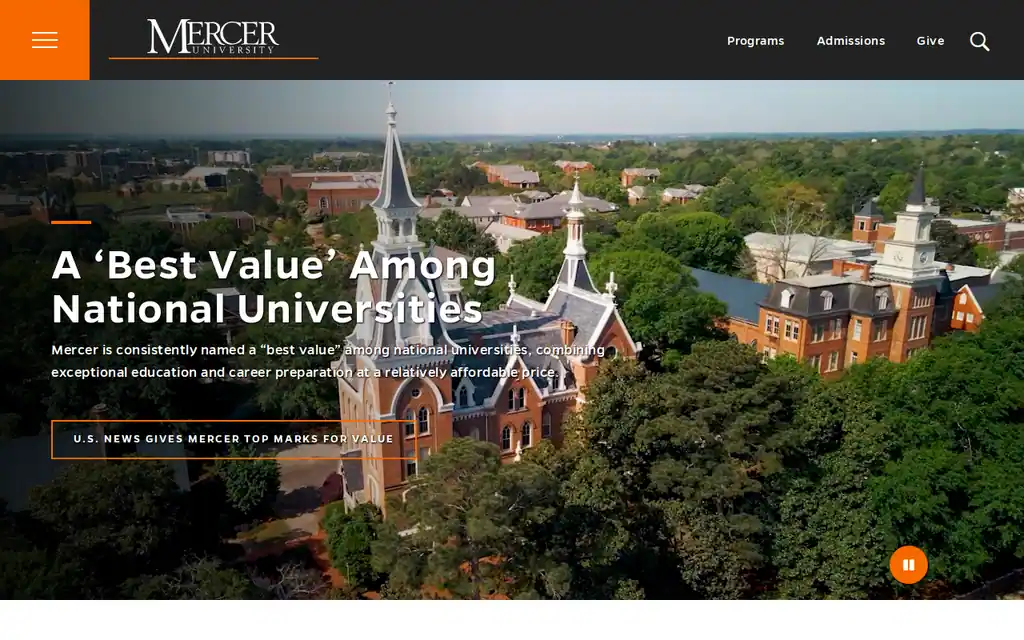 MERCER
UNIVERSITY
Programs
Admissions
Give
A ‘Best Value’ Among
National Universities
Mercer is consistently named a “best value” among national universities, combining
exceptional education and career preparation at a relatively affordable price.
U.S. NEWS GIVES MERCER TOP MARKS FOR VALUE